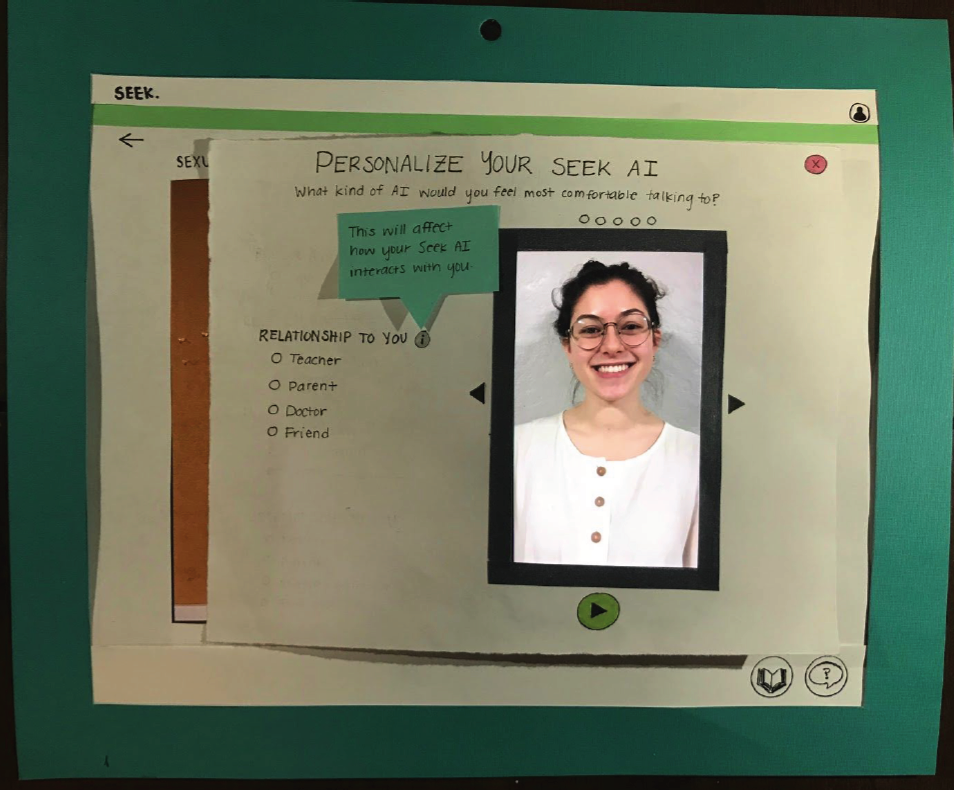 SEEK.
SEXU
PERSONALIZE YOUR SEEK AI
What kind of AI would you feel most comfortable talking to?
This will affect
how your Seek AI
interacts with you.
RELATIONSHIP TO YOU i
Teacher
Parent
Doctor
Friend
?